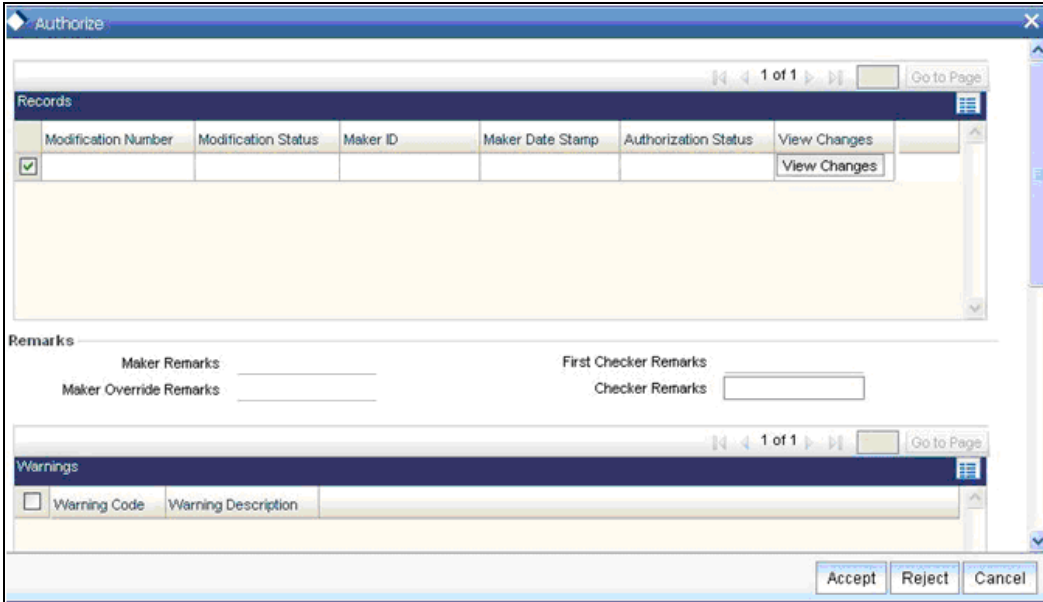 Authorize
1 of 1 Go to Page
Records
Modification Number Modification Status Maker ID Maker Date Stamp Authorization Status View Changes
View Changes
Remarks
Maker Remarks First Checker Remarks
Maker Override Remarks Checker Remarks
1 of 1 Go to Page
Warnings
Warning Code Warning Description
Accept Reject Cancel